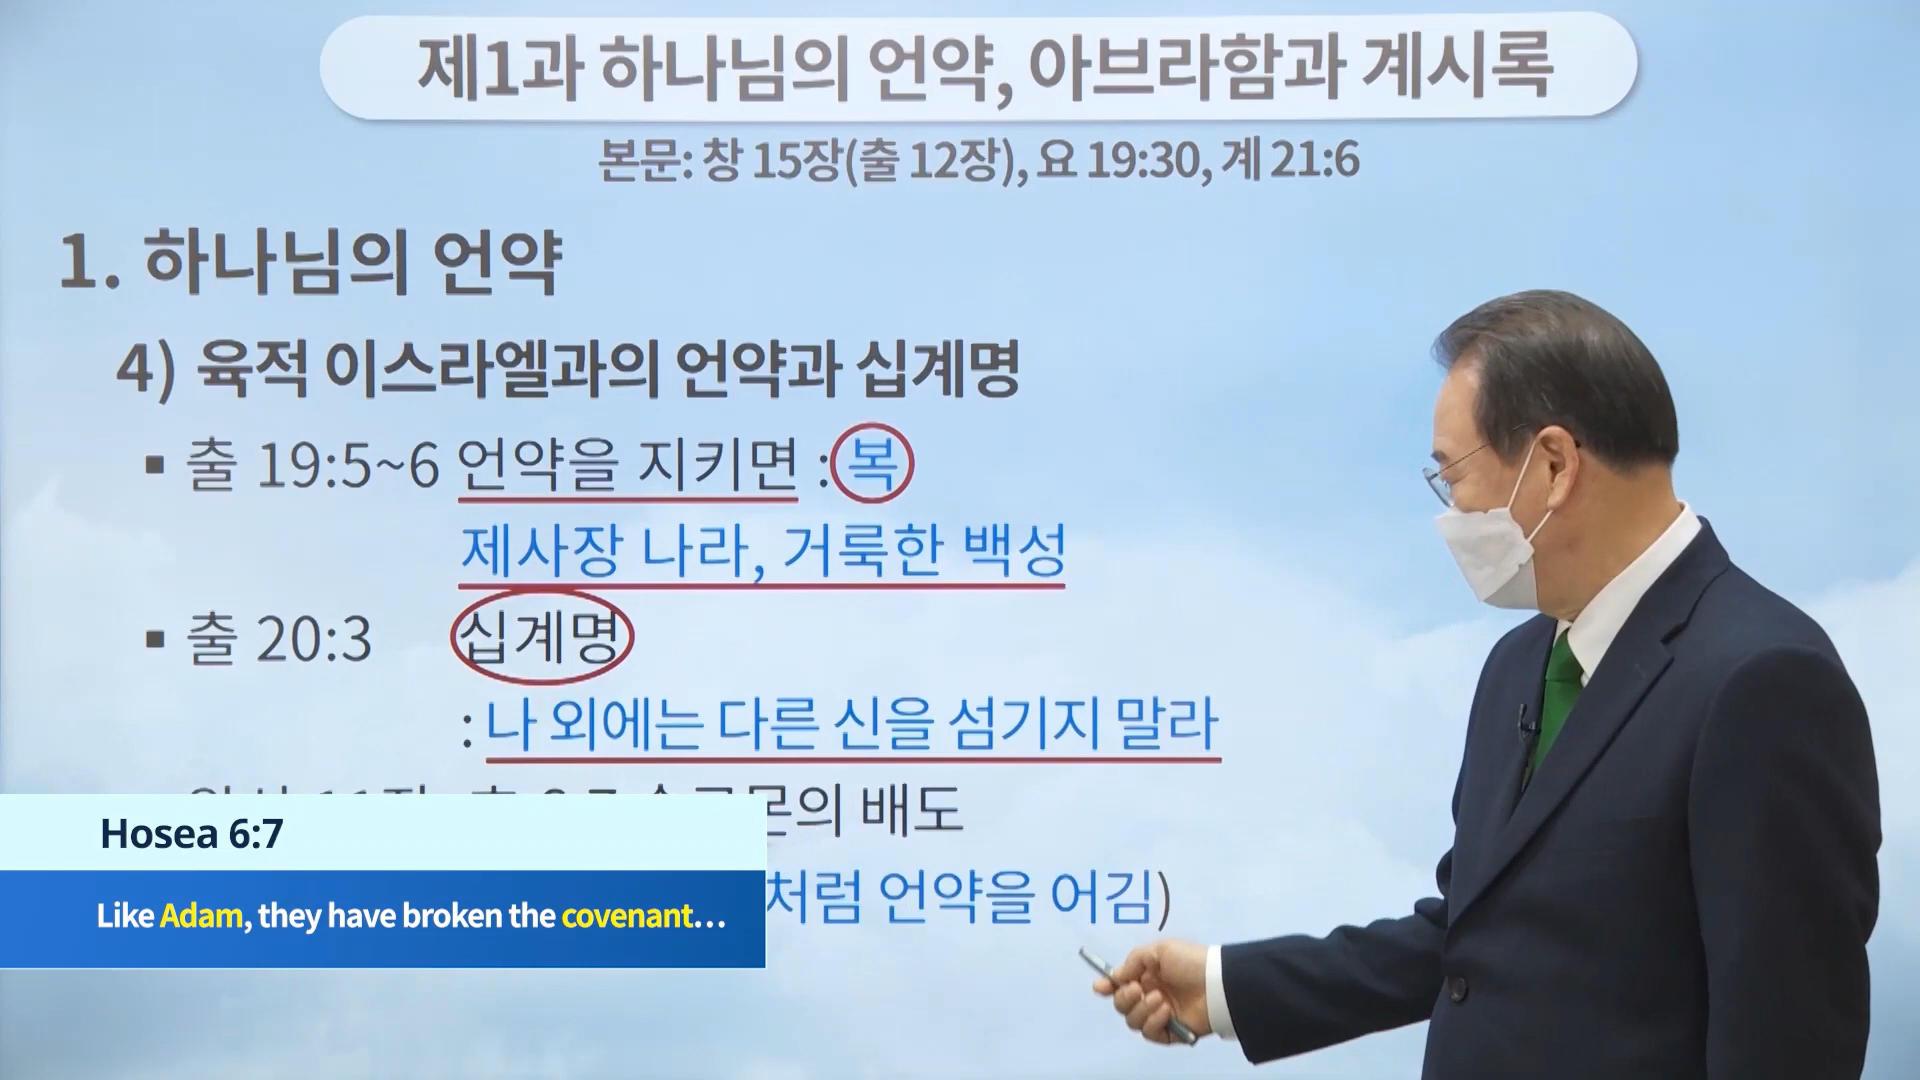 제1과 하나님의 언약, 아브라함과 계시록
본문: 창 15장(출 12장), 요 19:30, 계 21:6
1. 하나님의 언약
4) 육적 이스라엘과의 언약과 십계명
▪ 출 19:5~6 언약을 지키면 : 복
제사장 나라, 거룩한 백성
▪ 출 20:3 십계명
: 나 외에는 다른 신을 섬기지 말라
의 배도
처럼 언약을 어김)
Hosea 6:7
Like Adam, they have broken the covenant...